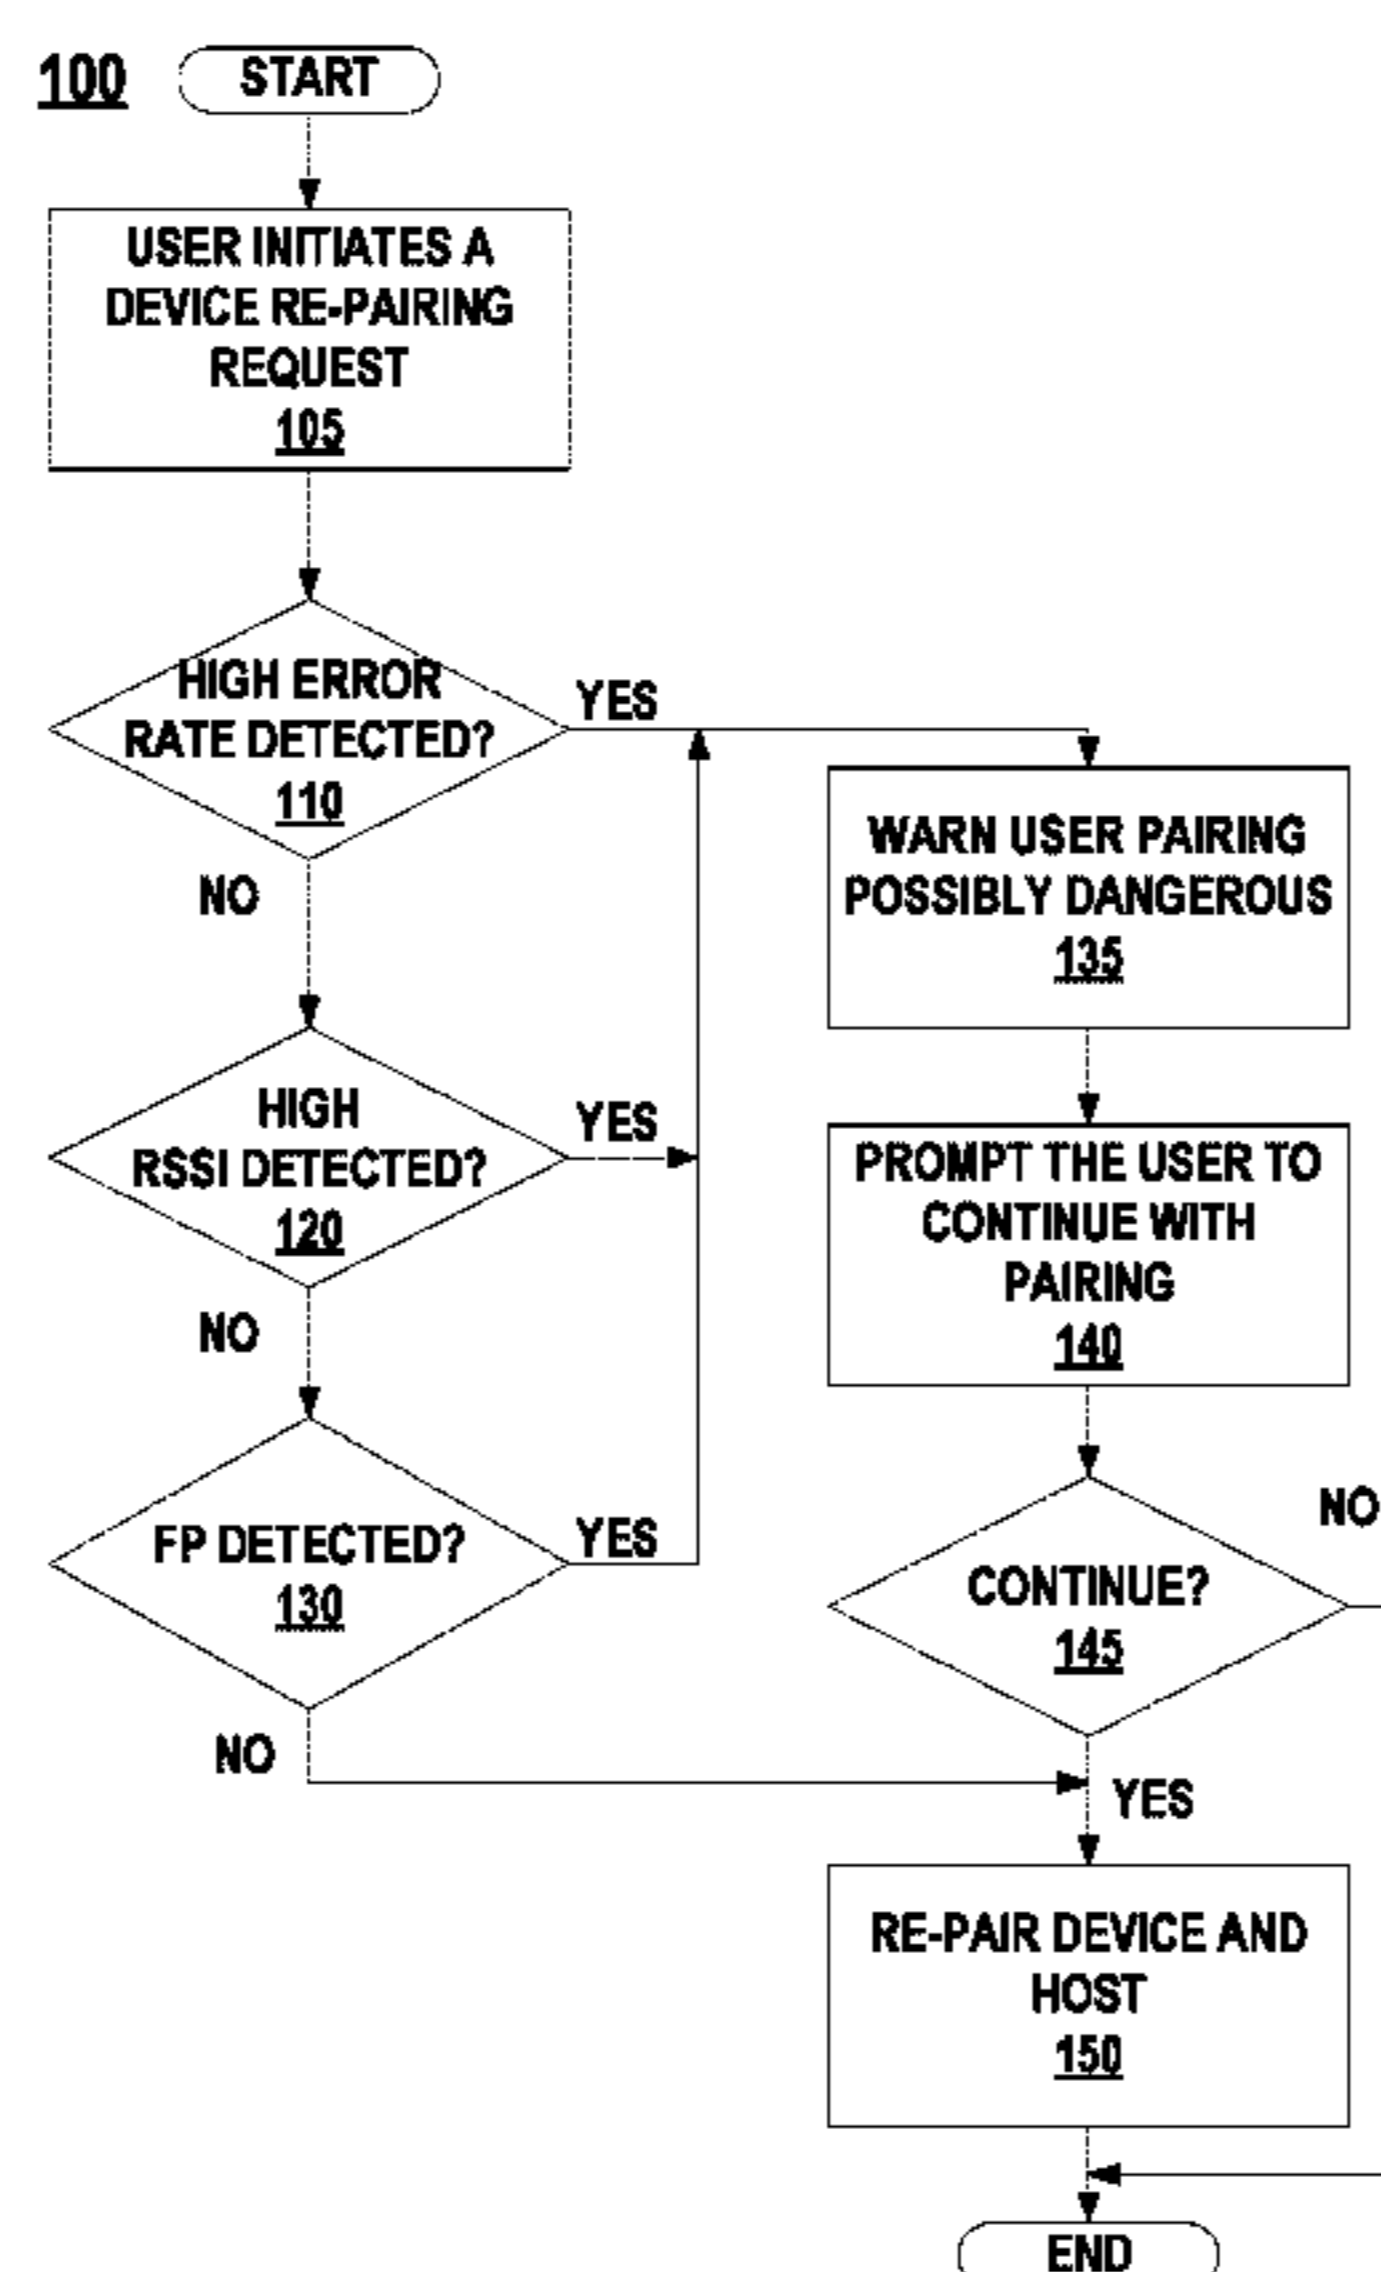 100
START
USER INITIATES A
DEVICE RE-PAIRING
REQUEST
105
HIGH ERROR
RATE DETECTED?
110
YES
NO
HIGH
RSSI DETECTED?
120
YES
NO
FP DETECTED?
130
YES
NO
WARN USER PAIRING
POSSIBLY DANGEROUS
135
PROMPT THE USER TO
CONTINUE WITH
PAIRING
140
CONTINUE?
145
NO
YES
RE-PAIR DEVICE AND
HOST
150
END